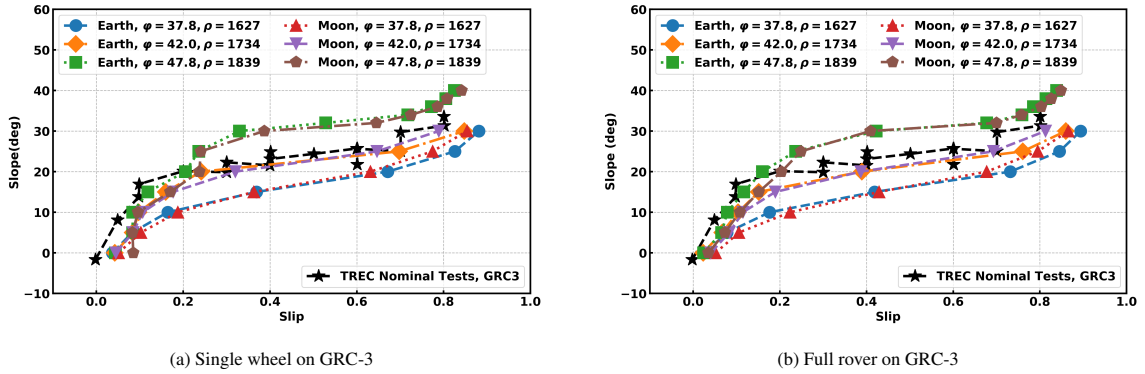 Earth, φ = 37.8, ρ = 1627
Earth, φ = 42.0, ρ = 1734
Earth, φ = 47.8, ρ = 1839
Moon, φ = 37.8, ρ = 1627
Moon, φ = 42.0, ρ = 1734
Moon, φ = 47.8, ρ = 1839
60
50
40
30
20
10
0
−10
Slope(deg)
TREC Nominal Tests, GRC3
0.0 0.2 0.4 0.6 0.8 1.0
Slip
(a) Single wheel on GRC-3
Earth, φ = 37.8, ρ = 1627
Earth, φ = 42.0, ρ = 1734
Earth, φ = 47.8, ρ = 1839
Moon, φ = 37.8, ρ = 1627
Moon, φ = 42.0, ρ = 1734
Moon, φ = 47.8, ρ = 1839
60
50
40
30
20
10
0
−10
Slope (deg)
TREC Nominal Tests, GRC3
0.0 0.2 0.4 0.6 0.8 1.0
Slip
(b) Full rover on GRC-3